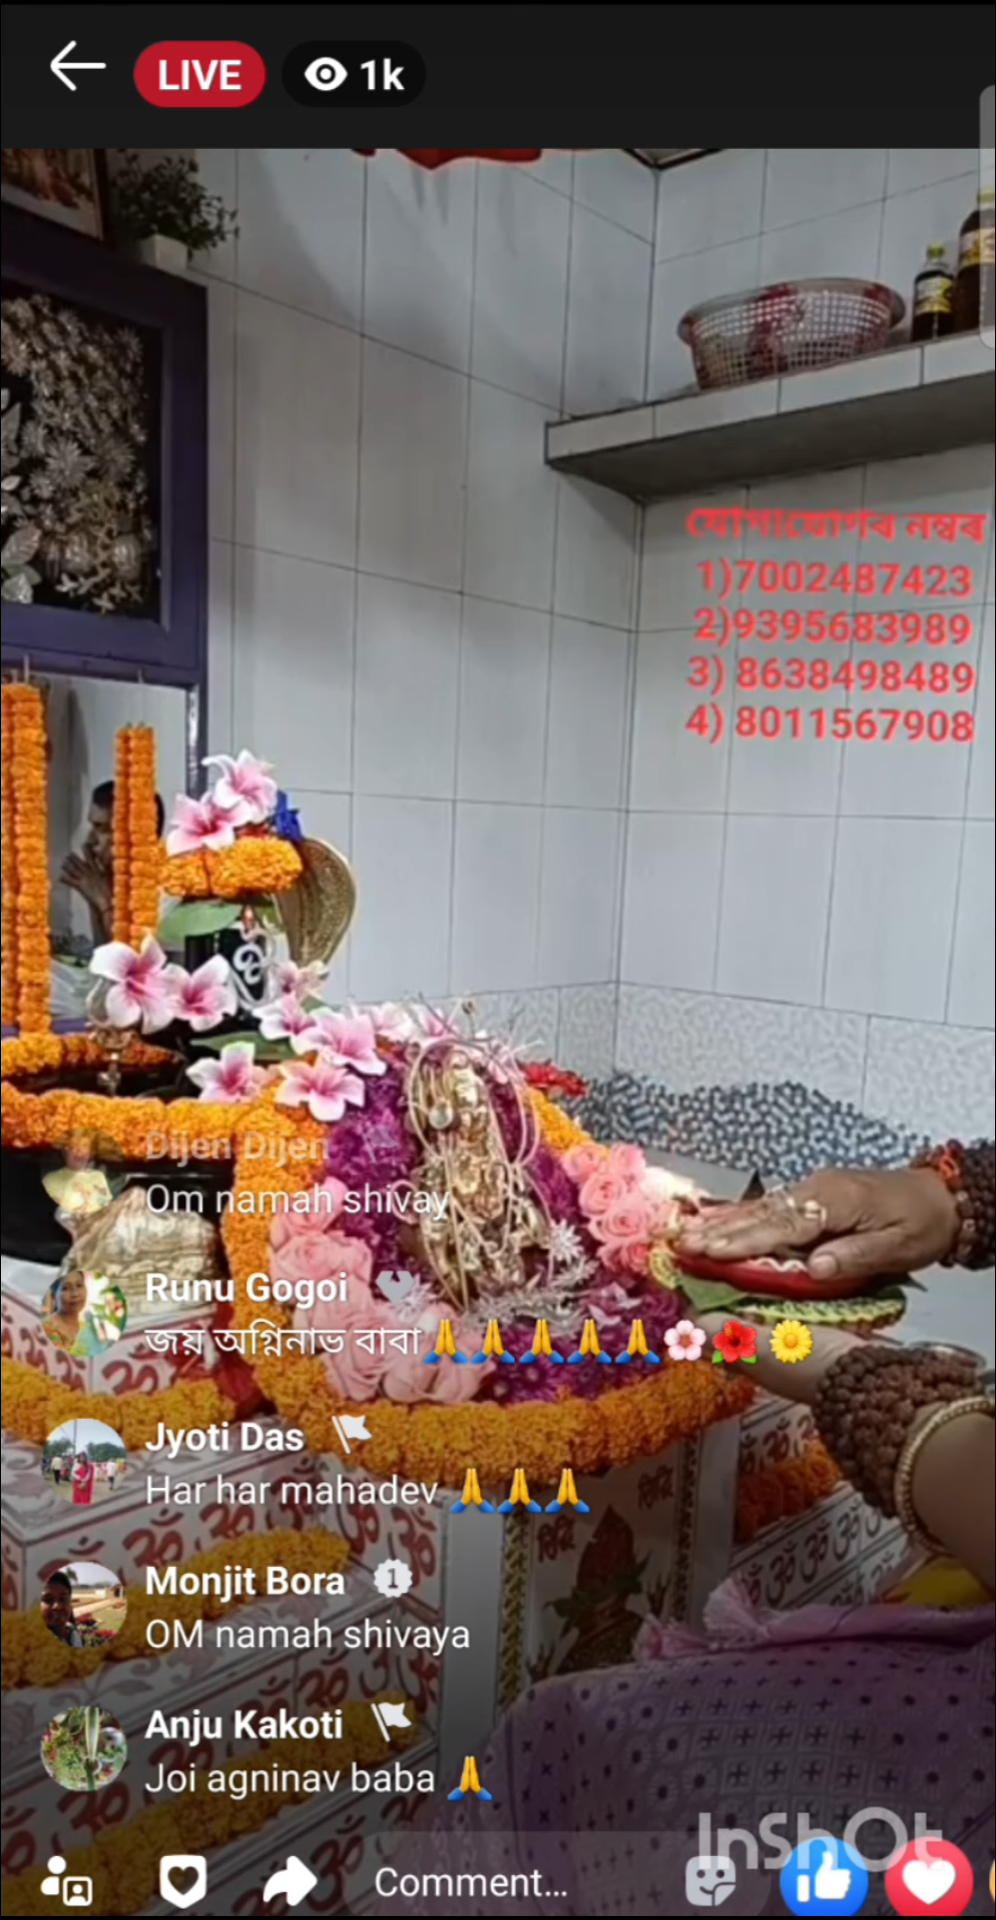 LIVE 1k
যোগাযোগৰ নম্বৰ
1)7002487423
2)9395683989
3) 8638498489
4) 8011567908
Dijen Dijen
Om namah shivay
Runu Gogoi
জয় অগ্নিনাভ বাবা🙏🙏🙏🙏🙏🌸🌺🌼
Jyoti Das
Har har mahadev 🙏🙏🙏
Monjit Bora 1
OM namah shivaya
Anju Kakoti
Joi agninav baba 🙏
Comment...
InShOt